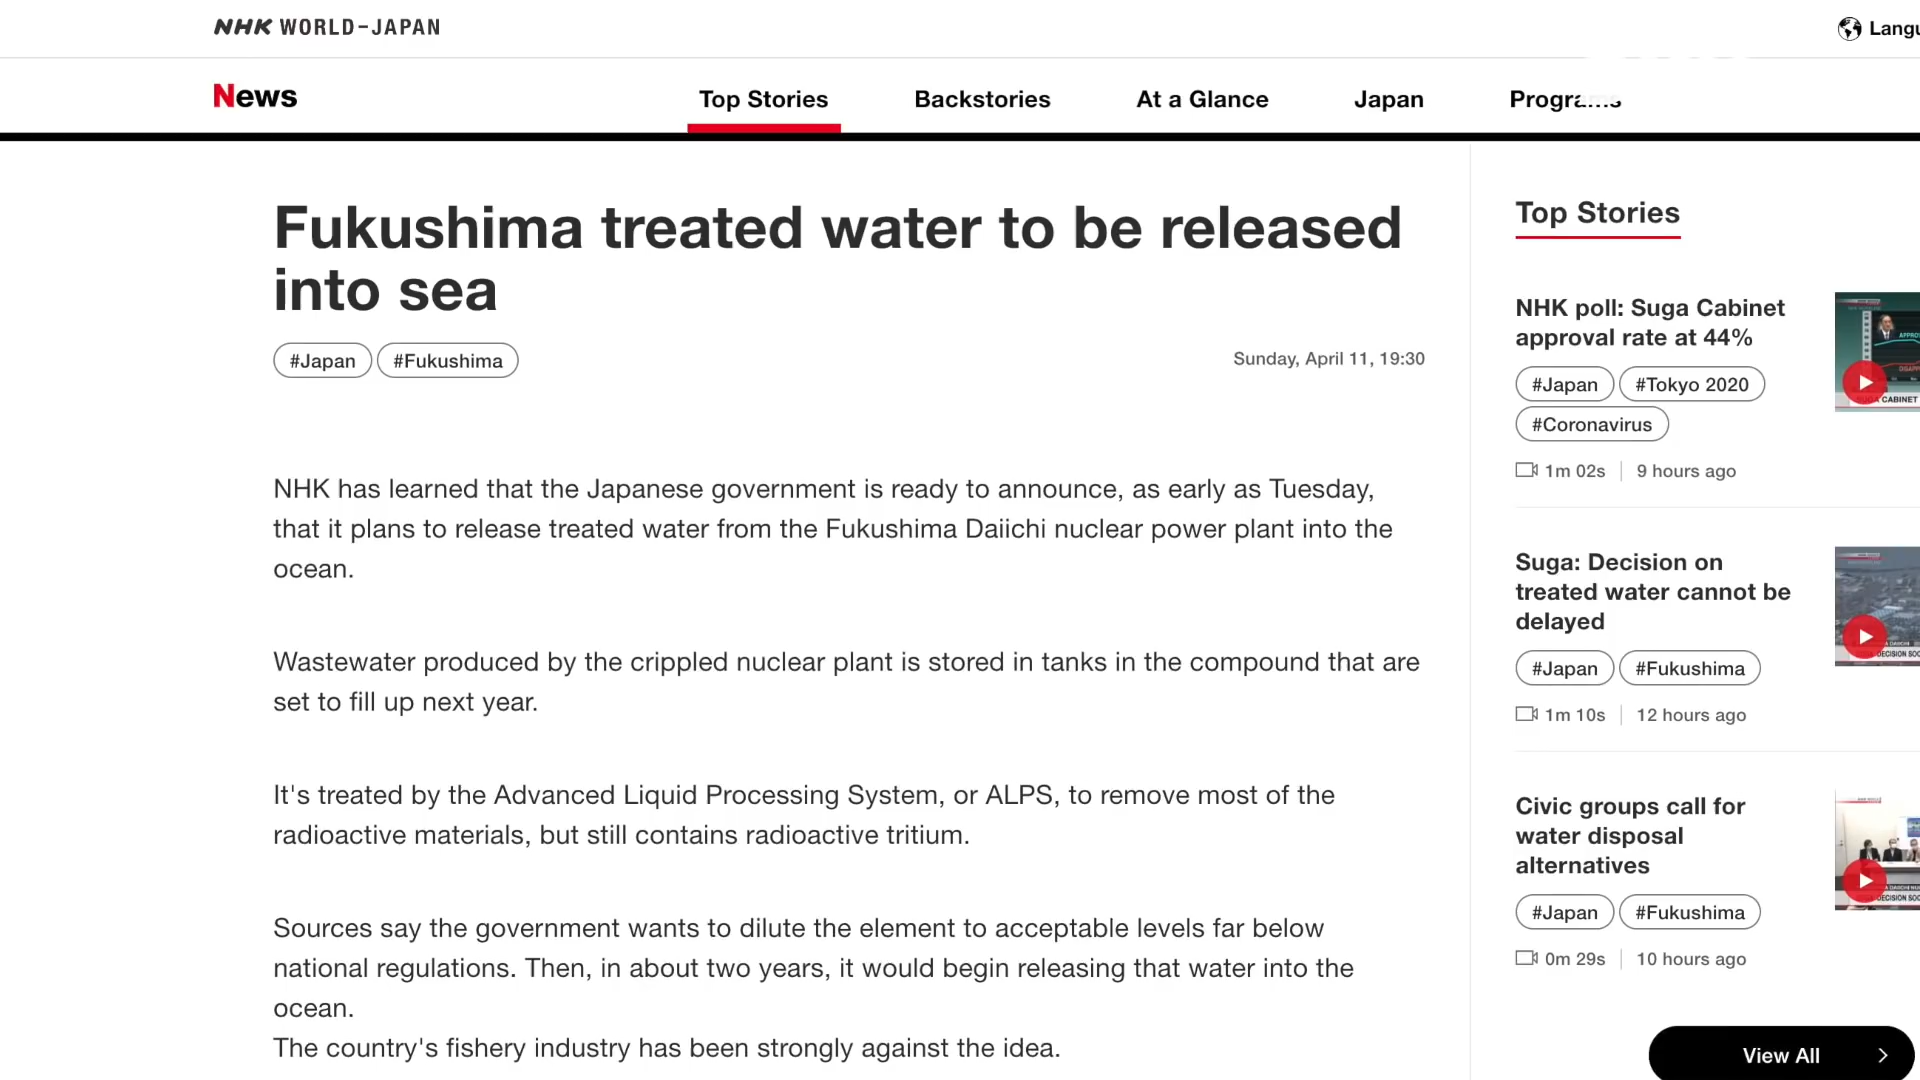 NHK WORLD-JAPAN
News
Top Stories
Backstories
At a Glance
Japan
Fukushima treated water to be released
into sea
#Japan
#Fukushima
Sunday, April 11, 19:30
NHK has learned that the Japanese government is ready to announce, as early as Tuesday,
that it plans to release treated water from the Fukushima Daiichi nuclear power plant into the
ocean.
Wastewater produced by the crippled nuclear plant is stored in tanks in the compound that are
set to fill up next year.
It's treated by the Advanced Liquid Processing System, or ALPS, to remove most of the
radioactive materials, but still contains radioactive tritium.
Sources say the government wants to dilute the element to acceptable levels far below
national regulations. Then, in about two years, it would begin releasing that water into the
ocean.
The country's fishery industry has been strongly against the idea.
Top Stories
NHK poll: Suga Cabinet
approval rate at 44%
#Japan
#Tokyo 2020
#Coronavirus
1m 02s
9 hours ago
CABINET
Suga: Decision on
treated water cannot be
delayed
#Japan
#Fukushima
1m 10s
12 hours ago
Civic groups call for
water disposal
alternatives
#Japan
#Fukushima
0m 29s
10 hours ago
View All